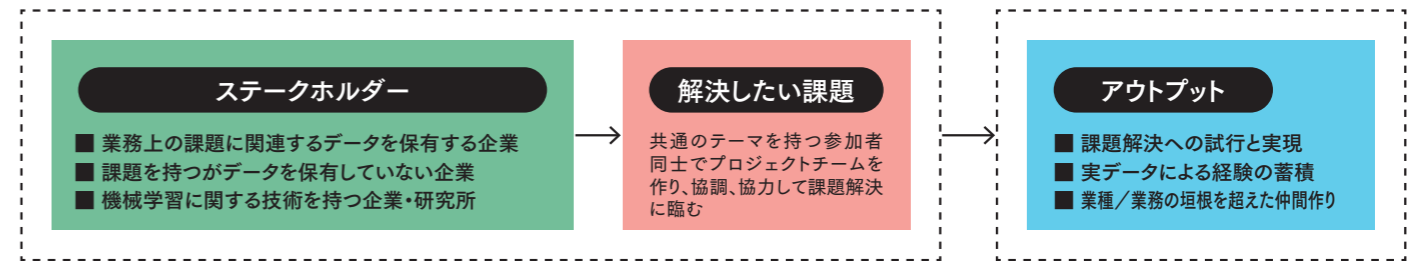 ステークホルダー
■ 業務上の課題に関連するデータを保有する企業
■ 課題を持つがデータを保有していない企業
■ 機械学習に関する技術を持つ企業・研究所
解決したい課題
共通のテーマを持つ参加者
同士でプロジェクトチームを
作り、協調、協力して課題解決
に臨む
アウトプット
■ 課題解決への試行と実現
■ 実データによる経験の蓄積
■ 業種／業務の垣根を超えた仲間作り